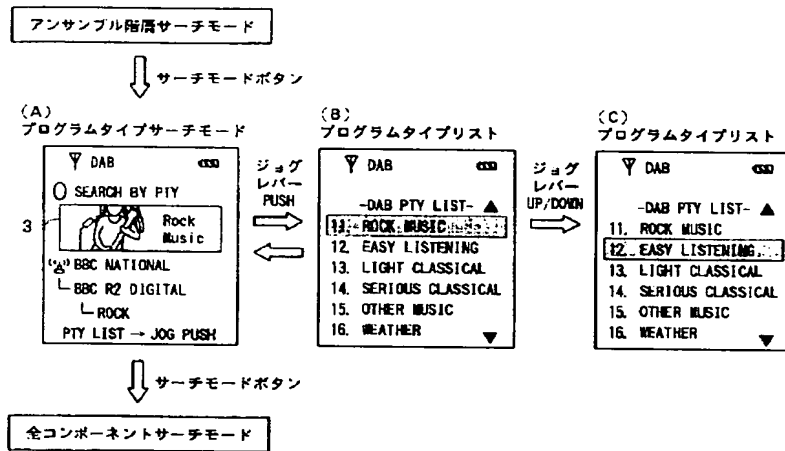 アンサンブル階層サーチモード
サーチモードボタン
(A)
プログラムタイプサーチモード
DAB
SEARCH BY PTY
3
Rock
Music
BBC NATIONAL
BBC R2 DIGITAL
ROCK
PTY LIST → JOG PUSH
ジョグ
レバー
PUSH
(B)
プログラムタイプリスト
DAB
-DAB PTY LIST- ▲
11. ROCK MUSIC
12. EASY LISTENING
13. LIGHT CLASSICAL
14. SERIOUS CLASSICAL
15. OTHER MUSIC
16. WEATHER ▼
ジョグ
レバー
UP/DOWN
(C)
プログラムタイプリスト
DAB
-DAB PTY LIST- ▲
11. ROCK MUSIC
12. EASY LISTENING
13. LIGHT CLASSICAL
14. SERIOUS CLASSICAL
15. OTHER MUSIC
16. WEATHER ▼
サーチモードボタン
全コンポーネントサーチモード